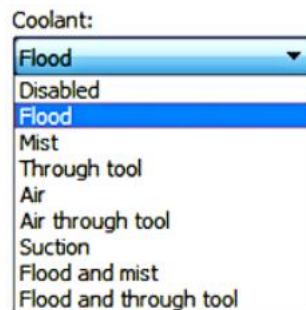 Coolant:
Flood
Disabled
Flood
Mist
Through tool
Air
Air through tool
Suction
Flood and mist
Flood and through tool